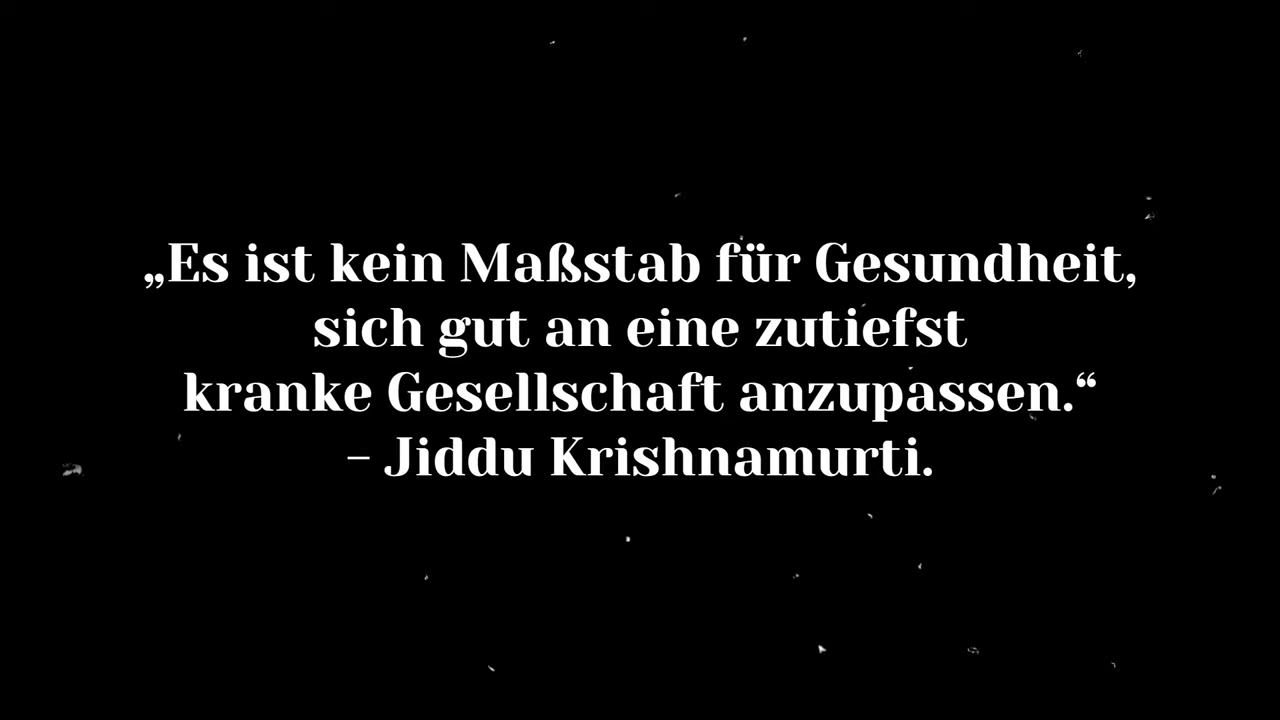 „Es ist kein Maßstab für Gesundheit,
sich gut an eine zutiefst
kranke Gesellschaft anzupassen.“
– Jiddu Krishnamurti.